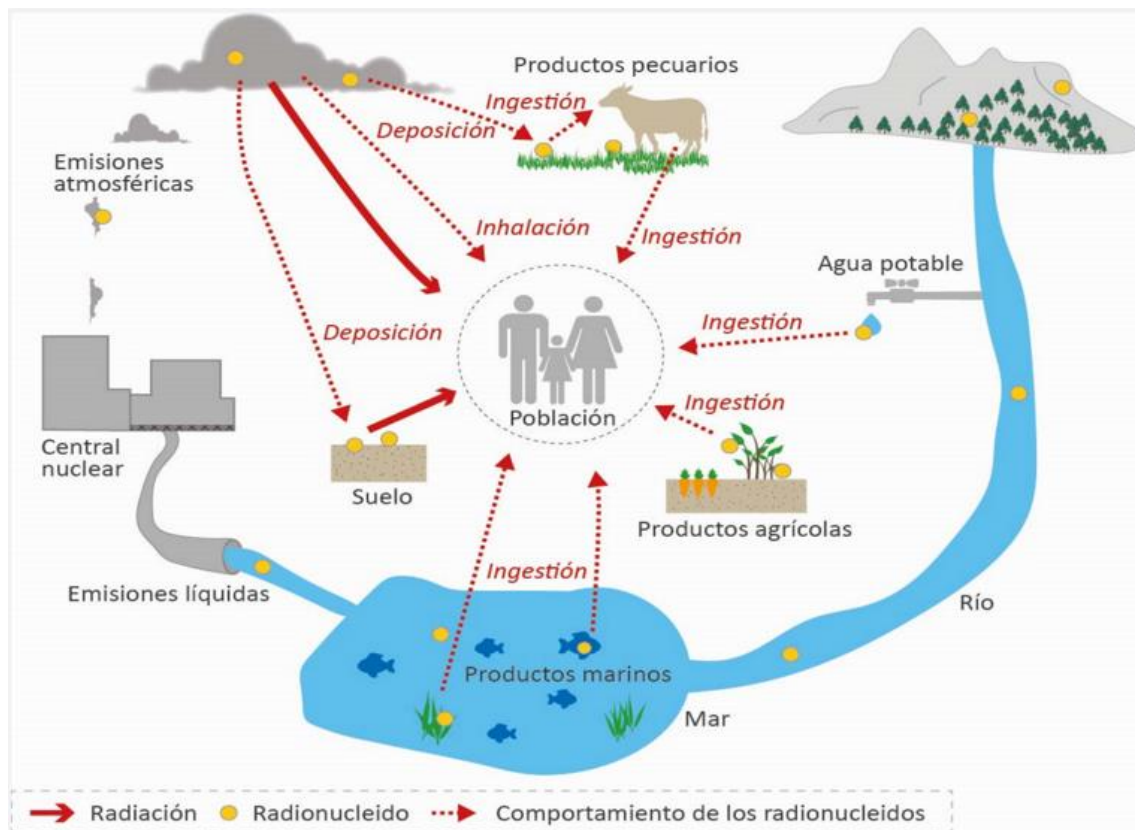 Productos pecuarios
Ingestión
Deposición
Emisiones
atmosféricas
Inhalación
Ingestión
Agua potable
Ingestión
Deposición
Ingestión
Población
Central
nuclear
Suelo
Productos agrícolas
Ingestión
Emisiones líquidas
Río
Productos marinos
Mar
Radiación
Radionucleido
Comportamiento de los radionucleidos